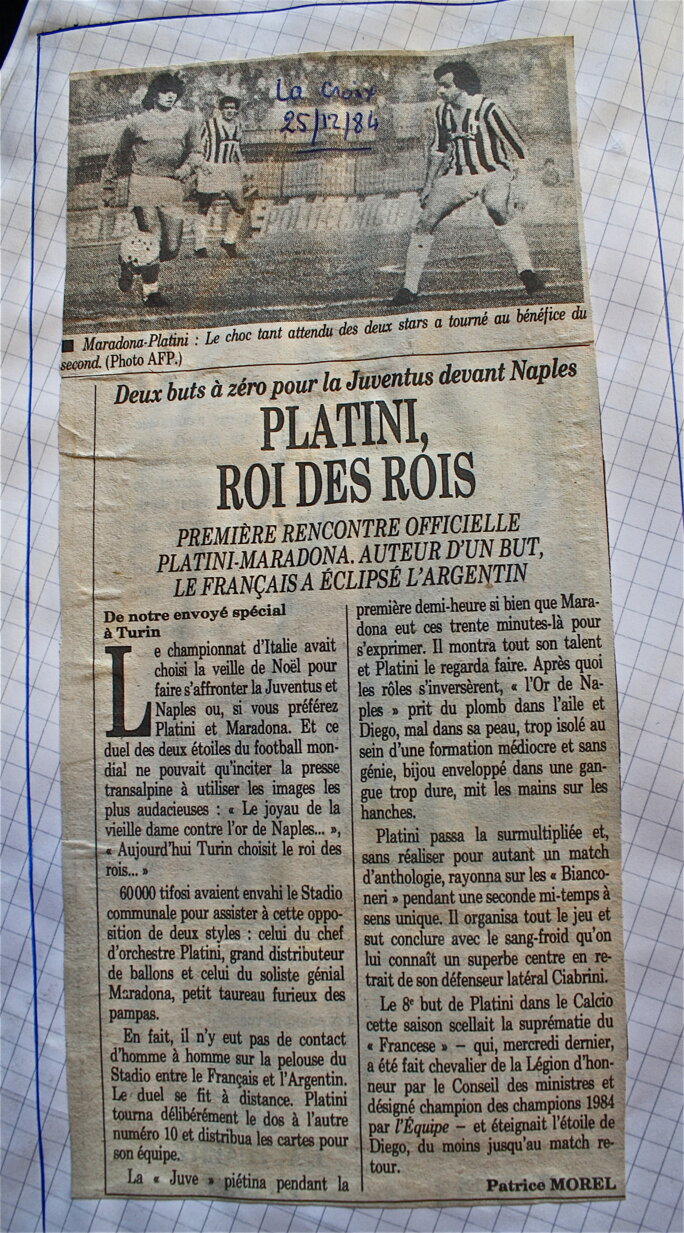 La Croix
25/12/84
Maradona-Platini : Le choc tant attendu des deux stars a tourné au bénéfice du
second. (Photo AFP.)
Deux buts à zéro pour la Juventus devant Naples
PLATINI,
ROI DES ROIS
PREMIÈRE RENCONTRE OFFICIELLE
PLATINI-MARADONA. AUTEUR D'UN BUT,
LE FRANÇAIS A ÉCLIPSÉ L'ARGENTIN
De notre envoyé spécial
à Turin
Le championnat d'Italie avait
choisi la veille de Noël pour
faire s'affronter la Juventus et
Naples ou, si vous préférez
Platini et Maradona. Et ce
duel des deux étoiles du football mon-
dial ne pouvait qu'inciter la presse
transalpine à utiliser les images les
plus audacieuses : « Le joyau de la
vieille dame contre l'or de Naples... »,
« Aujourd'hui Turin choisit le roi des
rois... »
60000 tifosi avaient envahi le Stadio
communale pour assister à cette oppo-
sition de deux styles : celui du chef
d'orchestre Platini, grand distributeur
de ballons et celui du soliste génial
Maradona, petit taureau furieux des
pampas.
En fait, il n'y eut pas de contact
d'homme à homme sur la pelouse du
Stadio entre le Français et l'Argentin.
Le duel se fit à distance. Platini
tourna délibérément le dos à l'autre
numéro 10 et distribua les cartes pour
son équipe.
La « Juve » piétina pendant la
première demi-heure si bien que Mara-
dona eut ces trente minutes-là pour
s'exprimer. Il montra tout son talent
et Platini le regarda faire. Après quoi
les rôles s'inversèrent, « l'Or de Na-
ples » prit du plomb dans l'aile et
Diego, mal dans sa peau, trop isolé au
sein d'une formation médiocre et sans
génie, bijou enveloppé dans une gan-
gue trop dure, mit les mains sur les
hanches.
Platini passa la surmultipliée et,
sans réaliser pour autant un match
d'anthologie, rayonna sur les « Bianco-
neri » pendant une seconde mi-temps à
sens unique. Il organisa tout le jeu et
sut conclure avec le sang-froid qu'on
lui connaît un superbe centre en re-
trait de son défenseur latéral Ciabrini.
Le 8e but de Platini dans le Calcio
cette saison scellait la suprématie du
« Francese » – qui, mercredi dernier,
a été fait chevalier de la Légion d'hon-
neur par le Conseil des ministres et
désigné champion des champions 1984
par l'Équipe – et éteignait l'étoile de
Diego, du moins jusqu'au match re-
tour.
Patrice MOREL